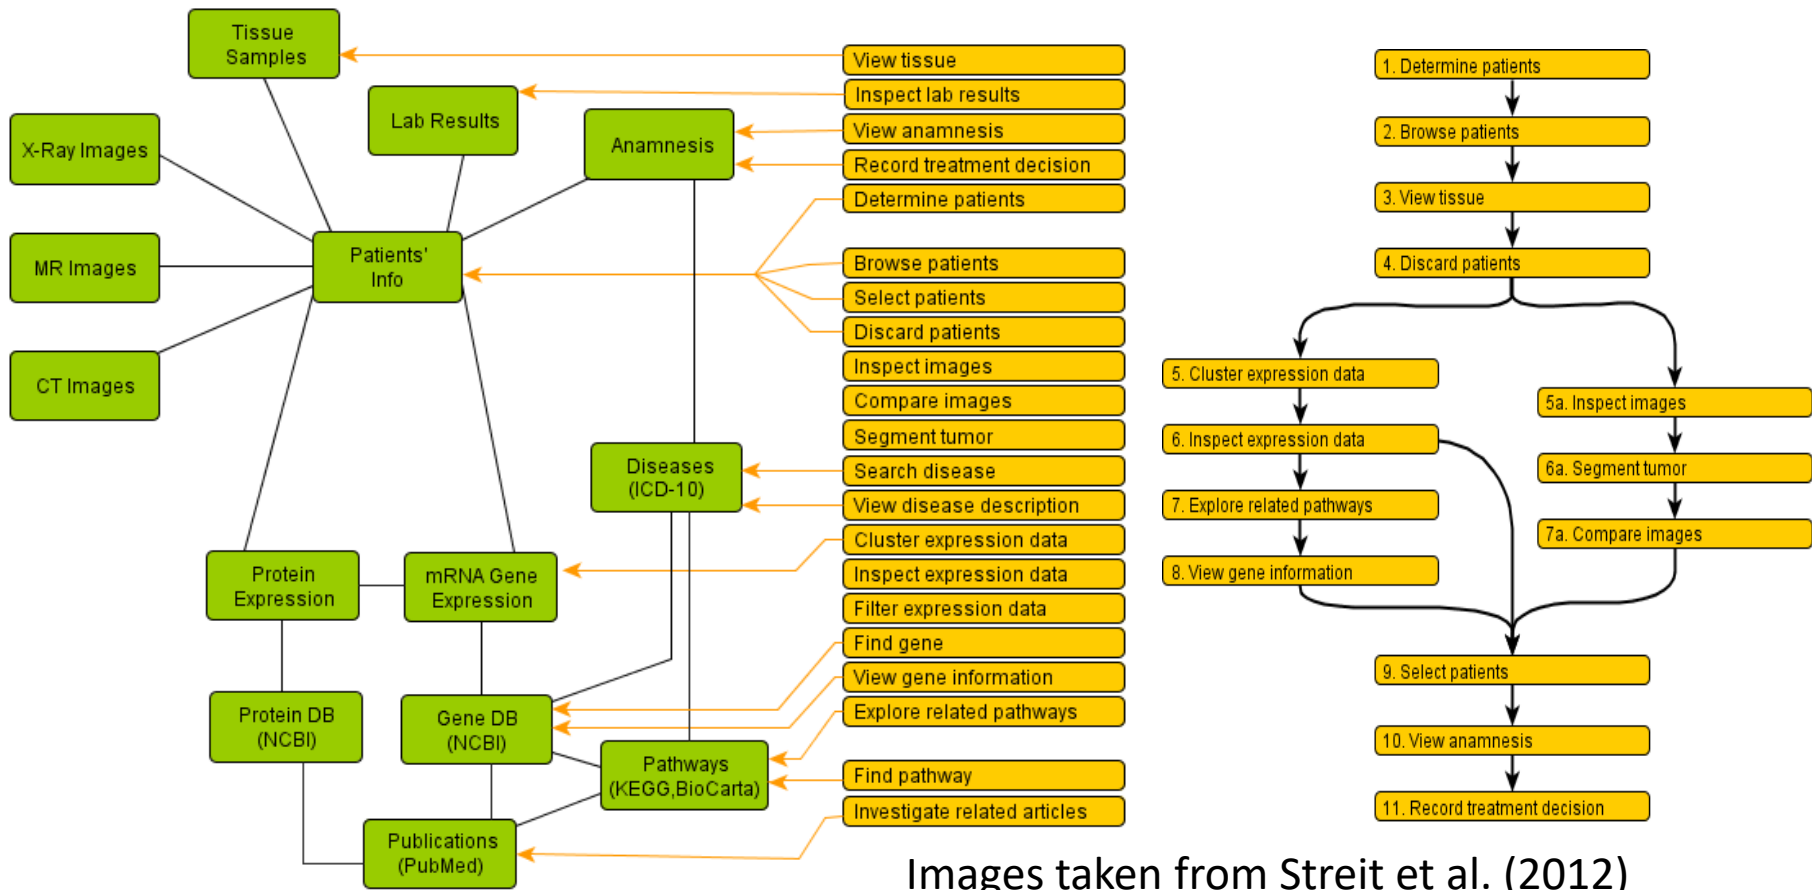 Tissue
Samples
Lab Results
Anamnesis
X-Ray Images
Patients'
Info
MR Images
CT Images
Diseases
(ICD-10)
Protein
Expression
mRNA Gene
Expression
Protein DB
(NCBI)
Gene DB
(NCBI)
Pathways
(KEGG,BioCarta)
Publications
(PubMed)
View tissue
Inspect lab results
View anamnesis
Record treatment decision
Determine patients
Browse patients
Select patients
Discard patients
Inspect images
Compare images
Segment tumor
Search disease
View disease description
Cluster expression data
Inspect expression data
Filter expression data
Find gene
View gene information
Explore related pathways
Find pathway
Investigate related articles
1. Determine patients
2. Browse patients
3. View tissue
4. Discard patients
5. Cluster expression data
6. Inspect expression data
7. Explore related pathways
8. View gene information
5a. Inspect images
6a. Segment tumor
7a. Compare images
9. Select patients
10. View anamnesis
11. Record treatment decision
Images taken from Streit et al. (2012)